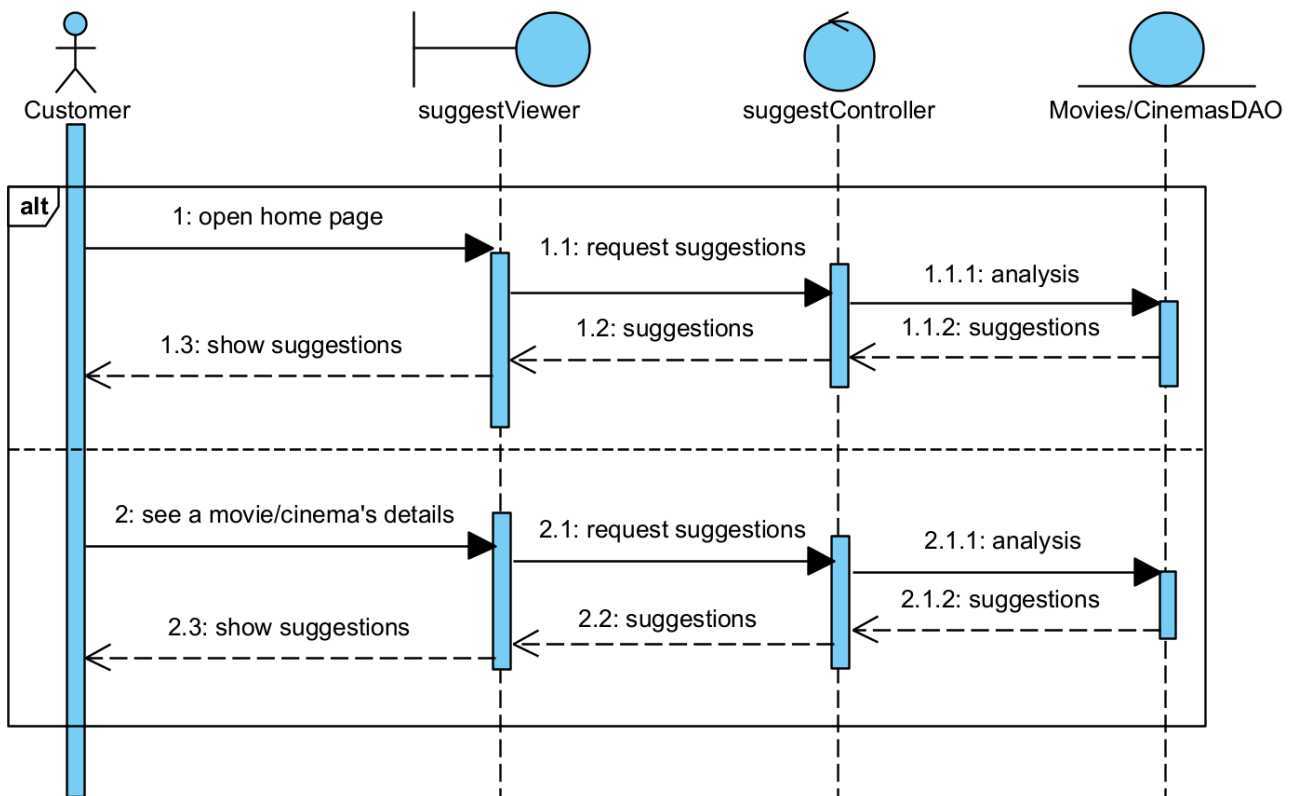 Customer
suggestViewer
suggestController
Movies/CinemasDAO
alt
1: open home page
1.1: request suggestions
1.1.1: analysis
1.1.2: suggestions
1.2: suggestions
1.3: show suggestions
2: see a movie/cinema's details
2.1: request suggestions
2.1.1: analysis
2.1.2: suggestions
2.2: suggestions
2.3: show suggestions